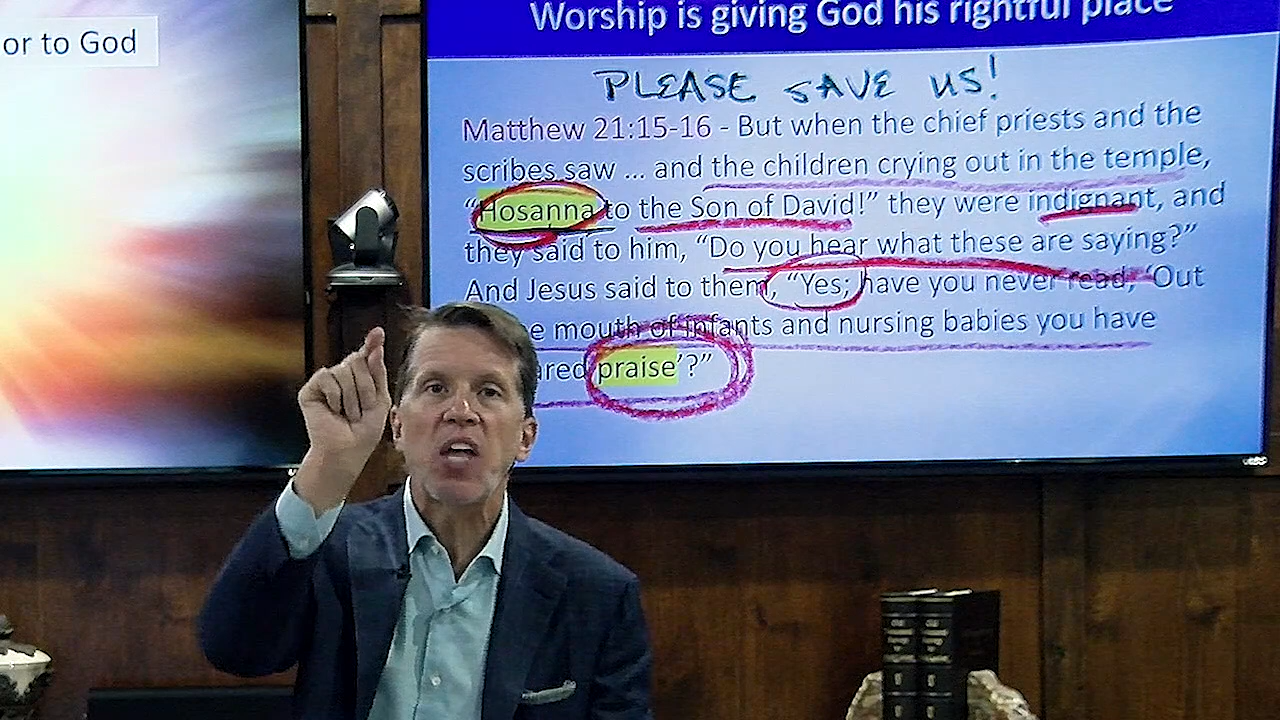 or to God
Worship is giving God his rightful place
PLEASE SAVE US!
Matthew 21:15-16 - But when the chief priests and the
scribes saw ... and the children crying out in the temple,
“Hosanna to the Son of David!” they were indignant, and
they said to him, “Do you hear what these are saying?”
And Jesus said to them, “Yes; have you never read, ‘Out
e mouth of infants and nursing babies you have
ared praise’?”